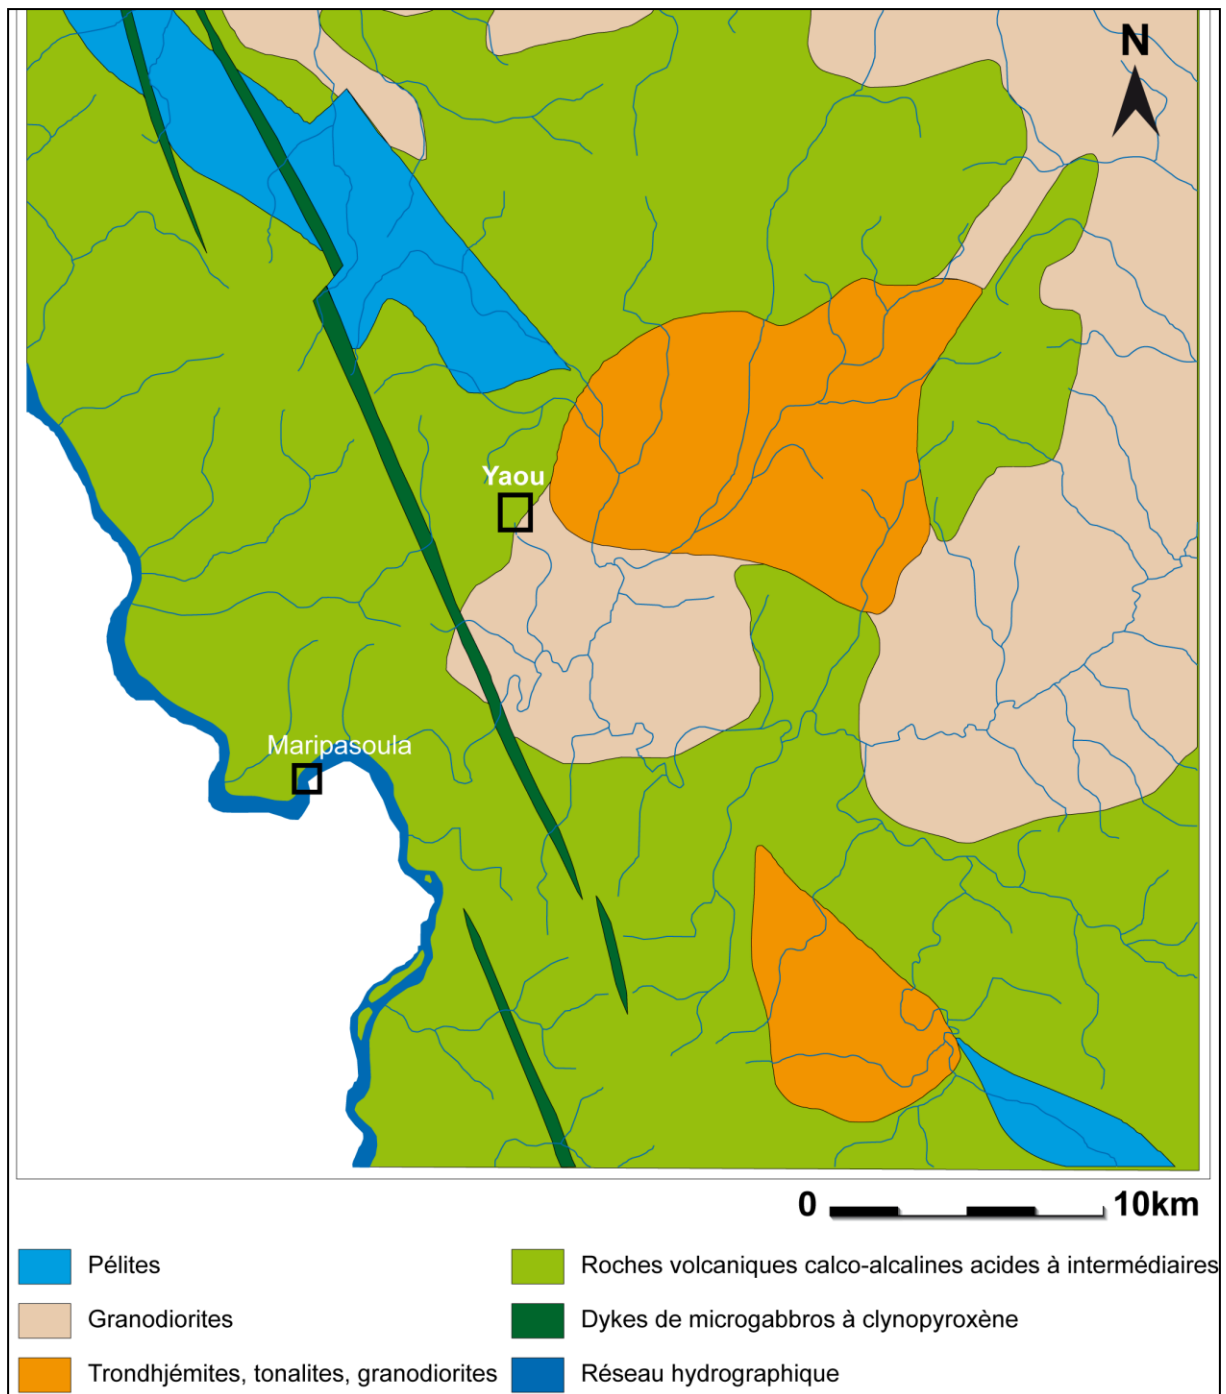 N
Yaou
Maripasoula
0 10km
Pélites
Roches volcaniques calco-alcalines acides à intermédiaires
Granodiorites
Dykes de microgabbros à clynopyroxène
Trondhjémites, tonalites, granodiorites
Réseau hydrographique